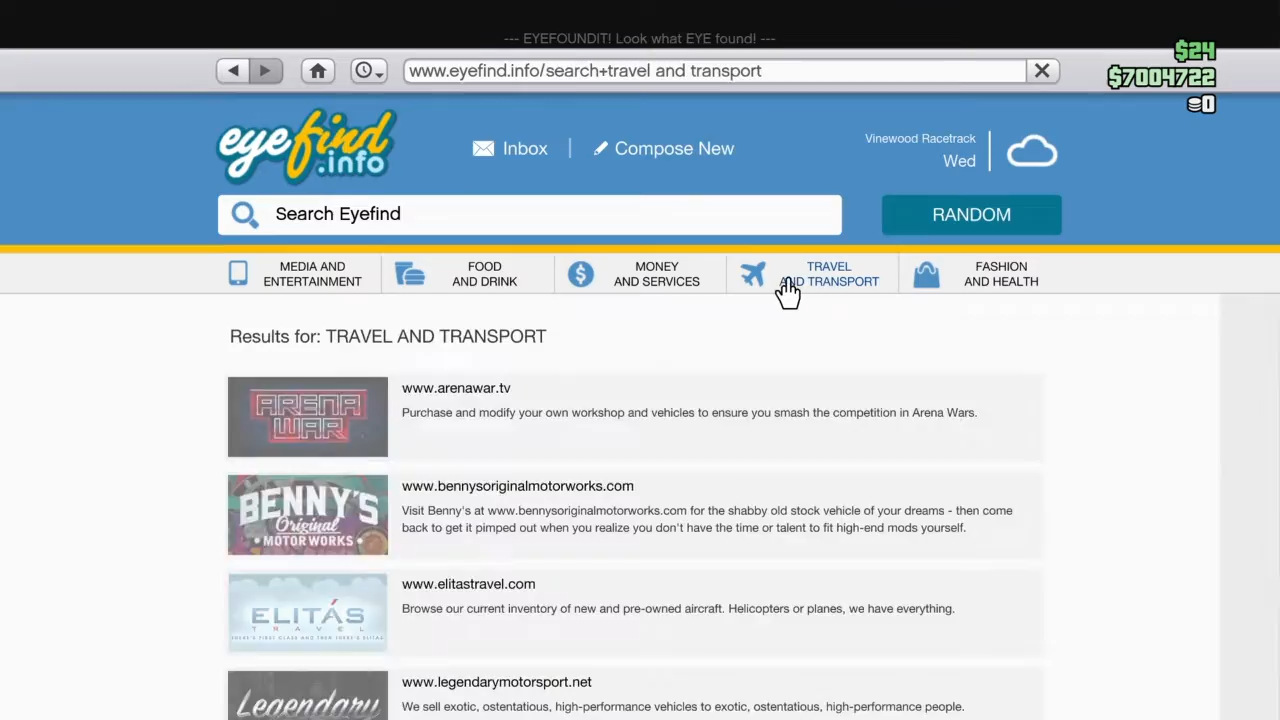 --- EYEFOUNDIT! Look what EYE found! ---
$24
www.eyefind.info/search+travel and transport
$7004722
0
eyefind
.info
Inbox
Compose New
Vinewood Racetrack
Wed
Search Eyefind
RANDOM
MEDIA AND
ENTERTAINMENT
FOOD
AND DRINK
MONEY
AND SERVICES
TRAVEL
AND TRANSPORT
FASHION
AND HEALTH
Results for: TRAVEL AND TRANSPORT
ARENA
WAR
www.arenawar.tv
Purchase and modify your own workshop and vehicles to ensure you smash the competition in Arena Wars.
BENNY'S
Original
MOTOR WORKS
www.bennysoriginalmotorworks.com
Visit Benny's at www.bennysoriginalmotorworks.com for the shabby old stock vehicle of your dreams - then come
back to get it pimped out when you realize you don't have the time or talent to fit high-end mods yourself.
ELITÁS
TRAVEL
THERE'S FIRST CLASS AND THEN THERE'S ELITAS
www.elitastravel.com
Browse our current inventory of new and pre-owned aircraft. Helicopters or planes, we have everything.
Legendary
www.legendarymotorsport.net
We sell exotic, ostentatious, high-performance vehicles to exotic, ostentatious, high-performance people.